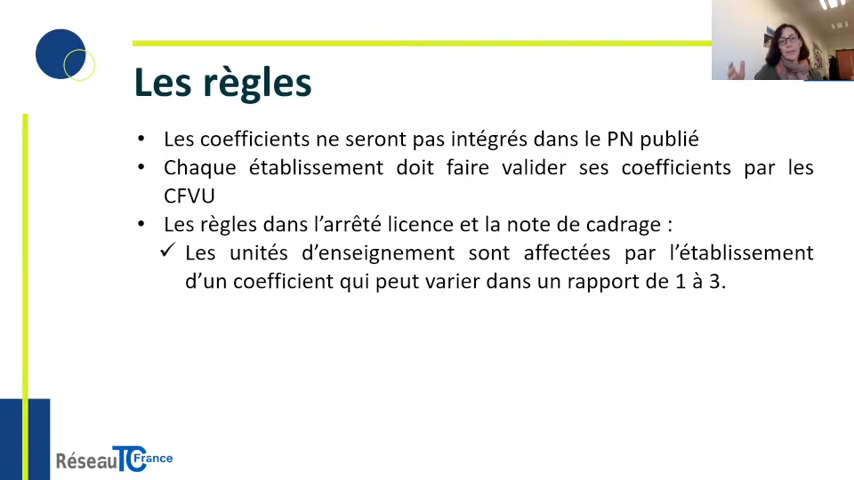 Les règles
• Les coefficients ne seront pas intégrés dans le PN publié
• Chaque établissement doit faire valider ses coefficients par les
CFVU
• Les règles dans l’arrêté licence et la note de cadrage :
✓ Les unités d’enseignement sont affectées par l’établissement
d’un coefficient qui peut varier dans un rapport de 1 à 3.
Réseau TC France